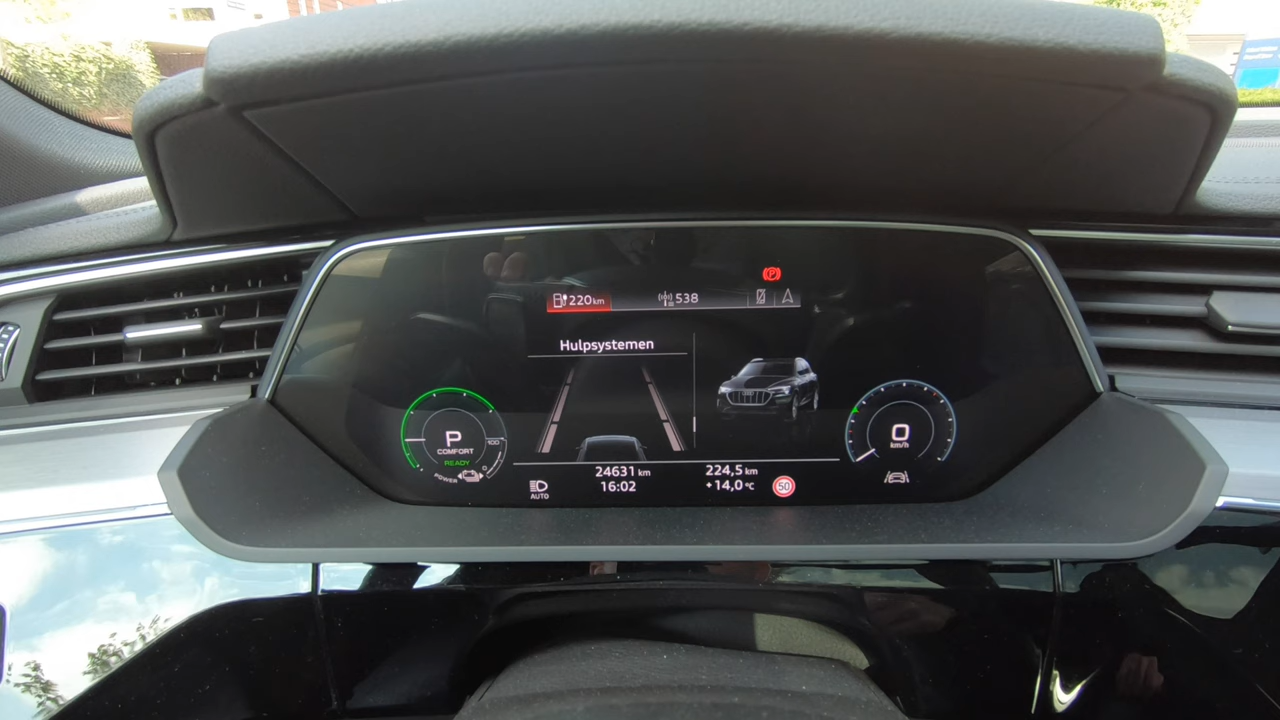 (P)
220 km
538
Hulpsystemen
P
COMFORT
READY
POWER
100
0
0
km/h
24631 km
224,5 km
AUTO
16:02
+14,0 °C
50